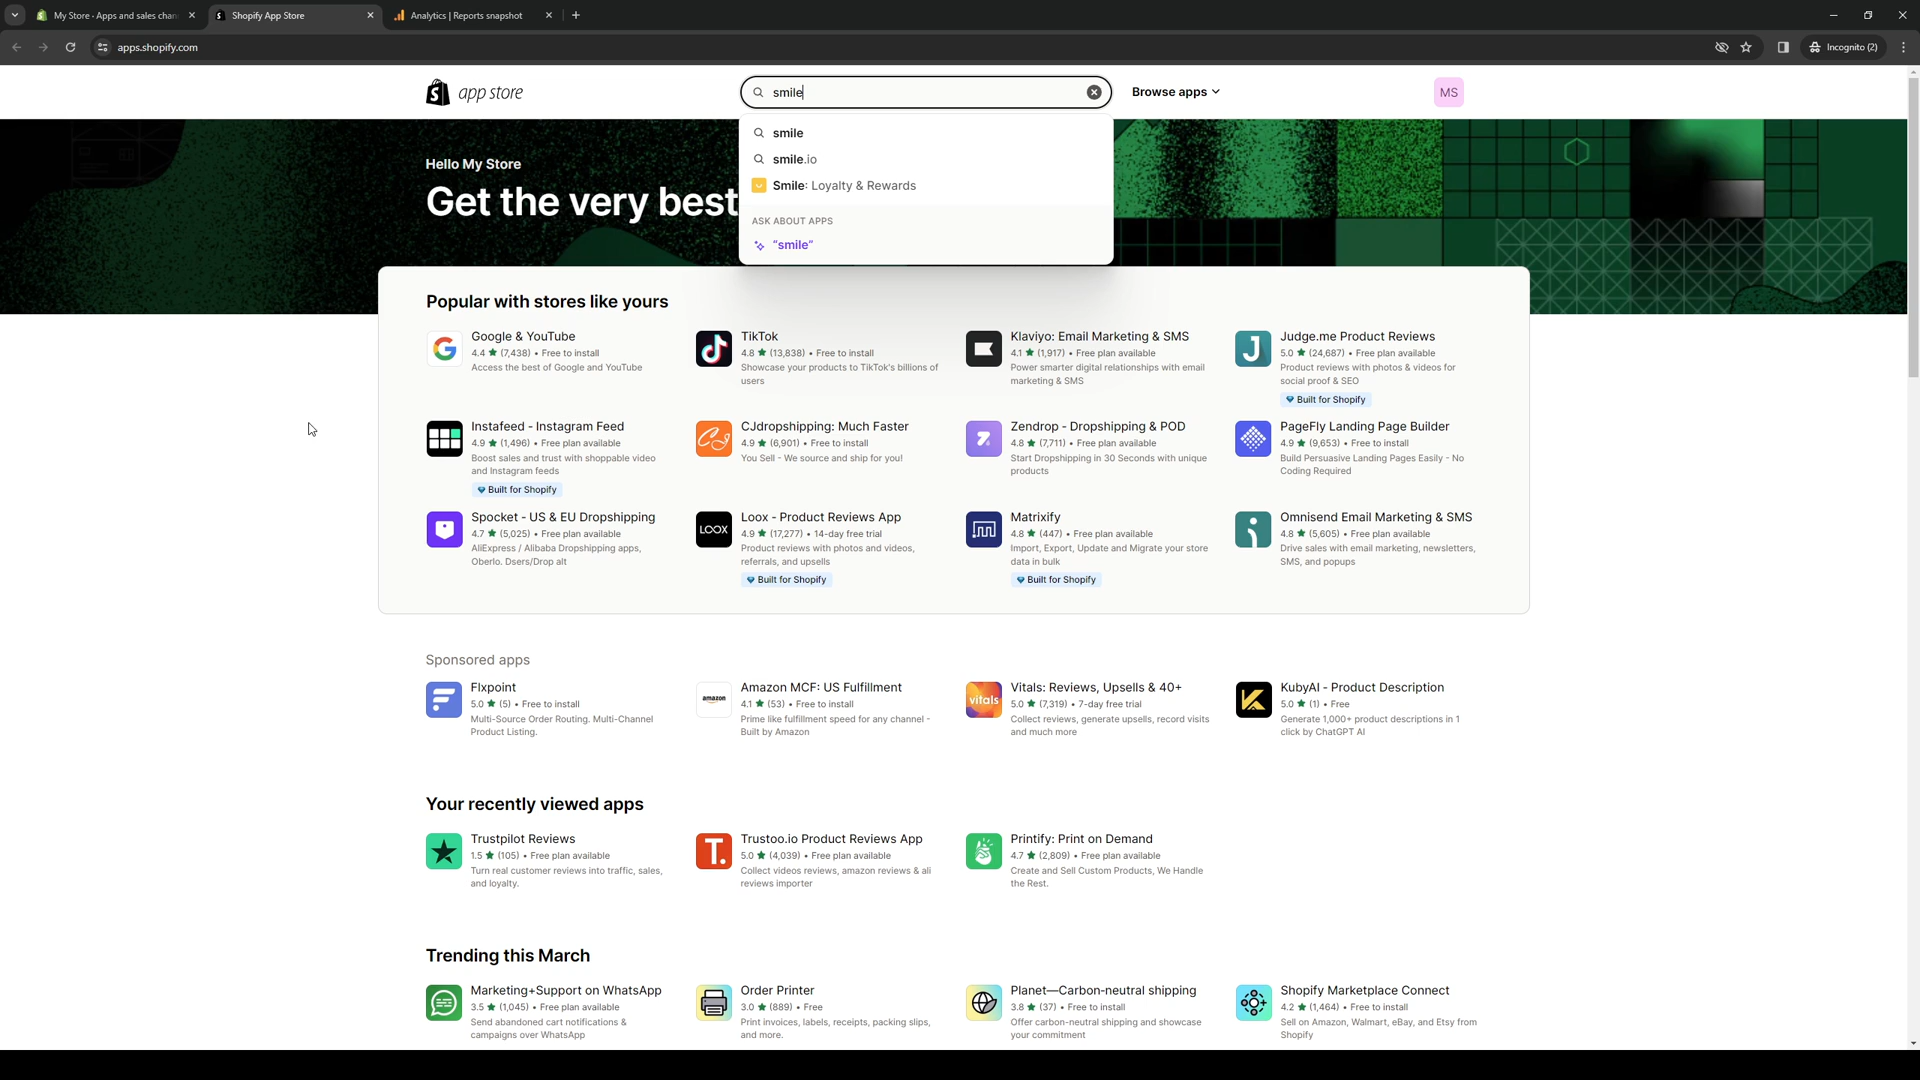 My Store · Apps and sales chan
Shopify App Store
Analytics | Reports snapshot
apps.shopify.com
Incognito (2)
app store
smile
Browse apps
MS
smile
smile.io
Smile: Loyalty & Rewards
ASK ABOUT APPS
"smile"
Hello My Store
Get the very best
Popular with stores like yours
Google & YouTube
4.4 ★ (7,438) • Free to install
Access the best of Google and YouTube
TikTok
4.8 ★ (13,838) • Free to install
Showcase your products to TikTok's billions of
users
Klaviyo: Email Marketing & SMS
4.1 ★ (1,917) • Free plan available
Power smarter digital relationships with email
marketing & SMS
Judge.me Product Reviews
5.0 ★ (24,687) • Free plan available
Product reviews with photos & videos for
social proof & SEO
Built for Shopify
Instafeed - Instagram Feed
4.9 ★ (1,496) • Free plan available
Boost sales and trust with shoppable video
and Instagram feeds
Built for Shopify
CJdropshipping: Much Faster
4.9 ★ (6,901) • Free to install
You Sell - We source and ship for you!
Zendrop - Dropshipping & POD
4.8 ★ (7,711) • Free plan available
Start Dropshipping in 30 Seconds with unique
products
PageFly Landing Page Builder
4.9 ★ (9,653) • Free to install
Build Persuasive Landing Pages Easily - No
Coding Required
Spocket - US & EU Dropshipping
4.7 ★ (5,025) • Free plan available
AliExpress / Alibaba Dropshipping apps,
Oberlo. Dsers/Drop alt
LOOX
Loox - Product Reviews App
4.9 ★ (17,277) • 14-day free trial
Product reviews with photos and videos,
referrals, and upsells
Built for Shopify
Matrixify
4.8 ★ (447) • Free plan available
Import, Export, Update and Migrate your store
data in bulk
Built for Shopify
Omnisend Email Marketing & SMS
4.8 ★ (5,605) • Free plan available
Drive sales with email marketing, newsletters,
SMS, and popups
Sponsored apps
Flxpoint
5.0 ★ (5) • Free to install
Multi-Source Order Routing. Multi-Channel
Product Listing.
amazon
Amazon MCF: US Fulfillment
4.1 ★ (53) • Free to install
Prime like fulfillment speed for any channel -
Built by Amazon
vitals
Vitals: Reviews, Upsells & 40+
5.0 ★ (7,319) • 7-day free trial
Collect reviews, generate upsells, record visits
and much more
KubyAI - Product Description
5.0 ★ (1) • Free
Generate 1,000+ product descriptions in 1
click by ChatGPT AI
Your recently viewed apps
Trustpilot Reviews
1.5 ★ (105) • Free plan available
Turn real customer reviews into traffic, sales,
and loyalty.
T.
Trustoo.io Product Reviews App
5.0 ★ (4,039) • Free plan available
Collect videos reviews, amazon reviews & ali
reviews importer
Printify: Print on Demand
4.7 ★ (2,809) • Free plan available
Create and Sell Custom Products, We Handle
the Rest.
Trending this March
Marketing+Support on WhatsApp
3.5 ★ (1,045) • Free plan available
Send abandoned cart notifications &
campaigns over WhatsApp
Order Printer
3.0 ★ (889) • Free
Print invoices, labels, receipts, packing slips,
and more.
Planet—Carbon-neutral shipping
3.8 ★ (37) • Free to install
Offer carbon-neutral shipping and showcase
your commitment
Shopify Marketplace Connect
4.2 ★ (1,464) • Free to install
Sell on Amazon, Walmart, eBay, and Etsy from
Shopify